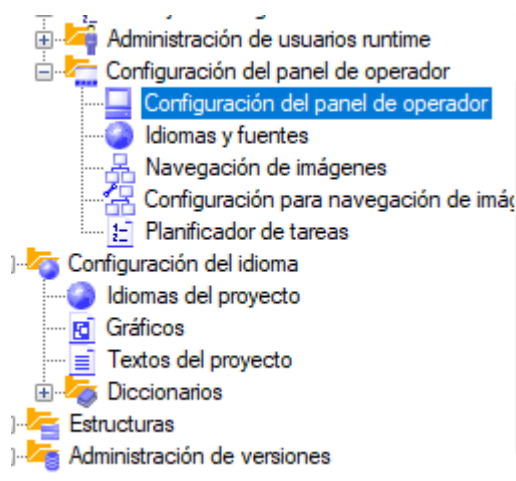 Administración de usuarios runtime
Configuración del panel de operador
Configuración del panel de operador
Idiomas y fuentes
Navegación de imágenes
Configuración para navegación de imág
Planificador de tareas
Configuración del idioma
Idiomas del proyecto
Gráficos
Textos del proyecto
Diccionarios
Estructuras
Administración de versiones